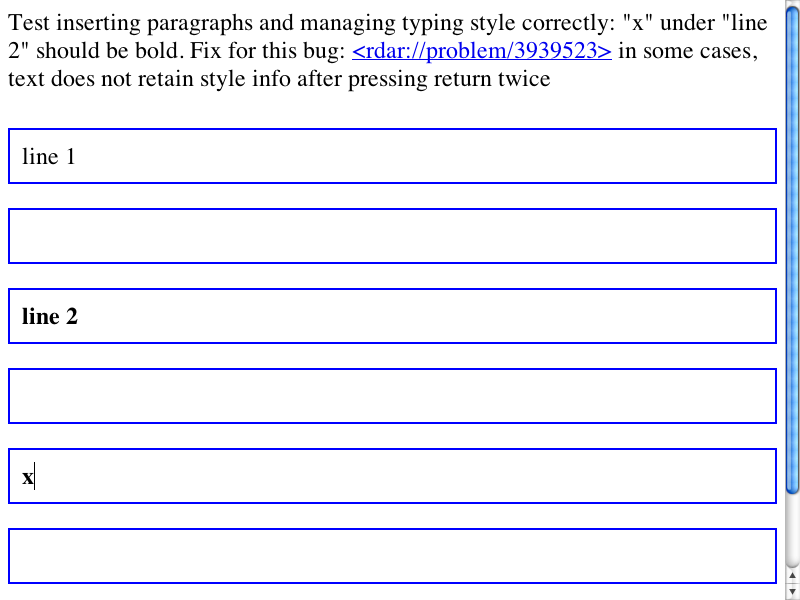 Test inserting paragraphs and managing typing style correctly: "x" under "line
2" should be bold. Fix for this bug: <rdar://problem/3939523> in some cases,
text does not retain style info after pressing return twice
line 1
line 2
x